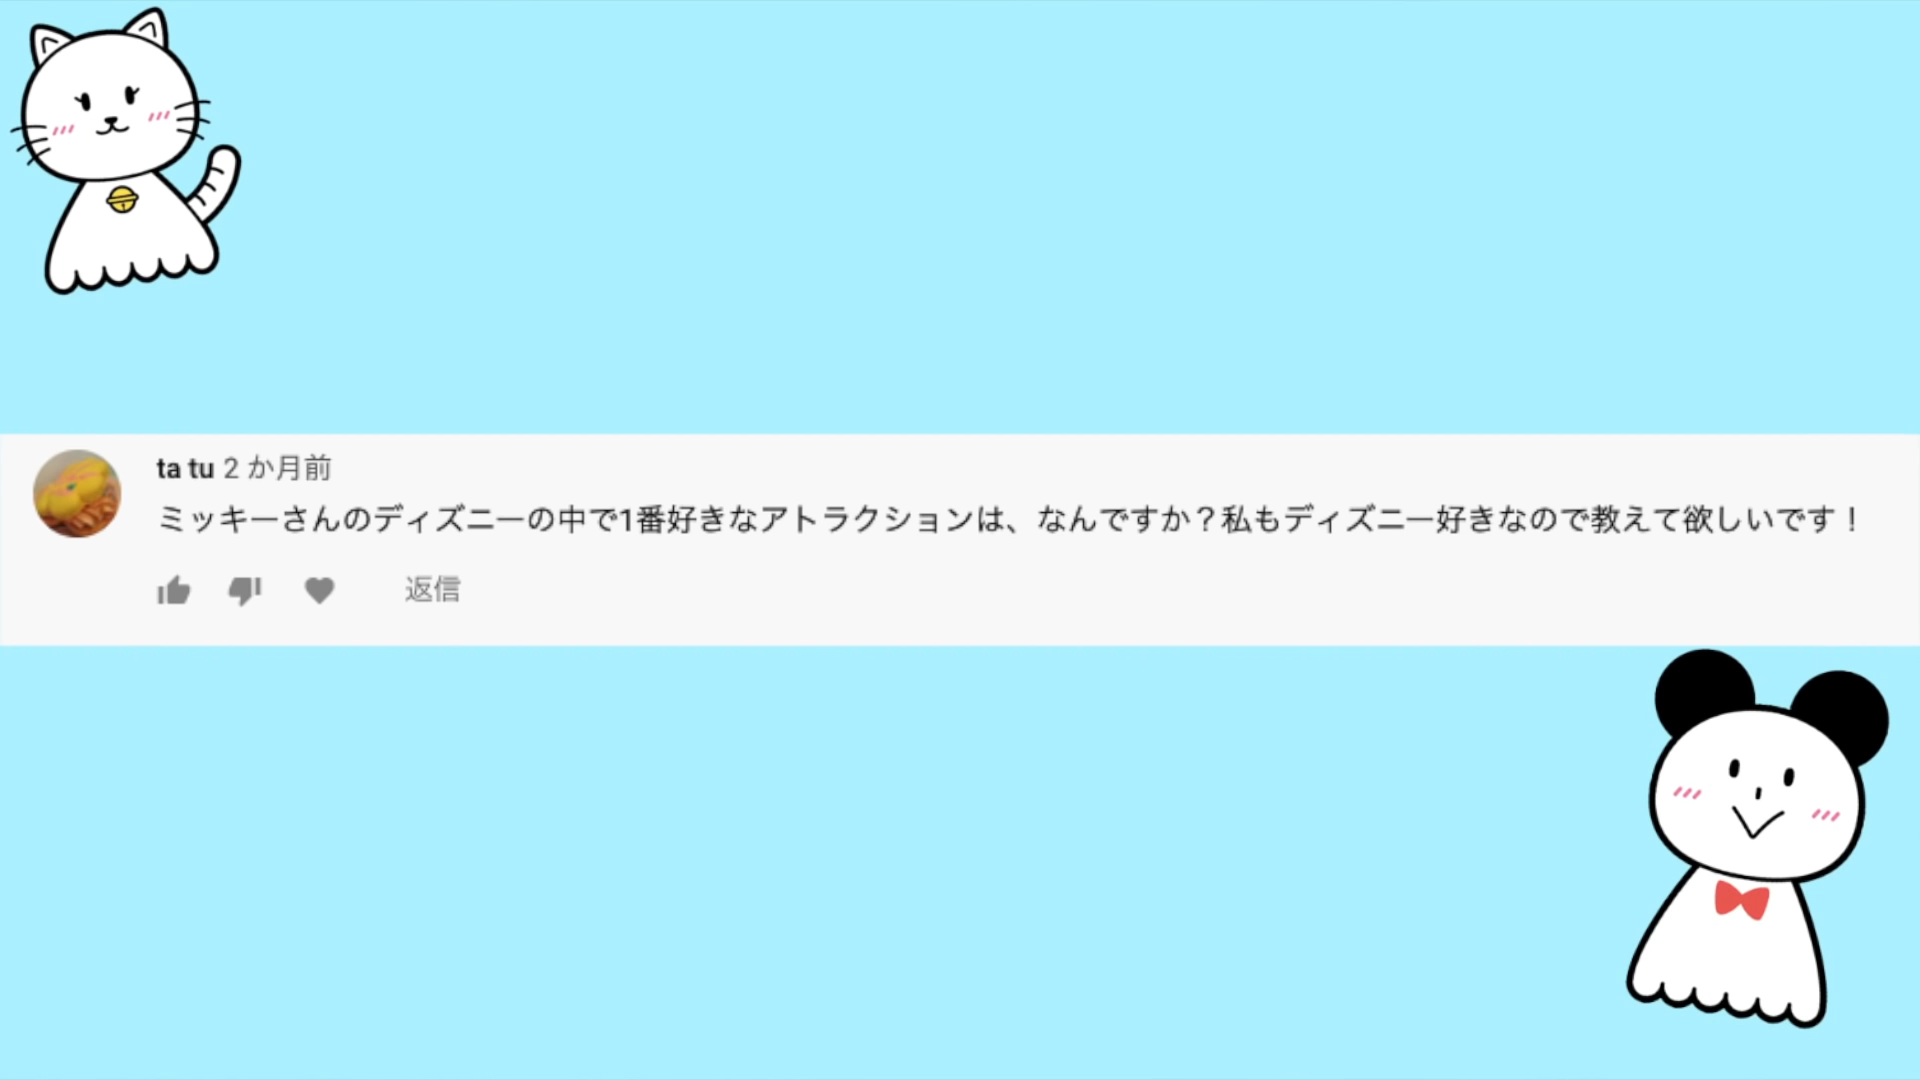 ta tu 2 か月前
ミッキーさんのディズニーの中で1番好きなアトラクションは、なんですか？私もディズニー好きなので教えて欲しいです！
返信